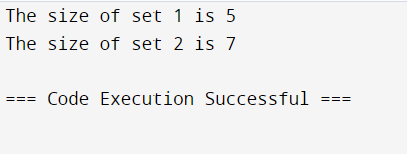 The size of set 1 is 5
The size of set 2 is 7
=== Code Execution Successful ===